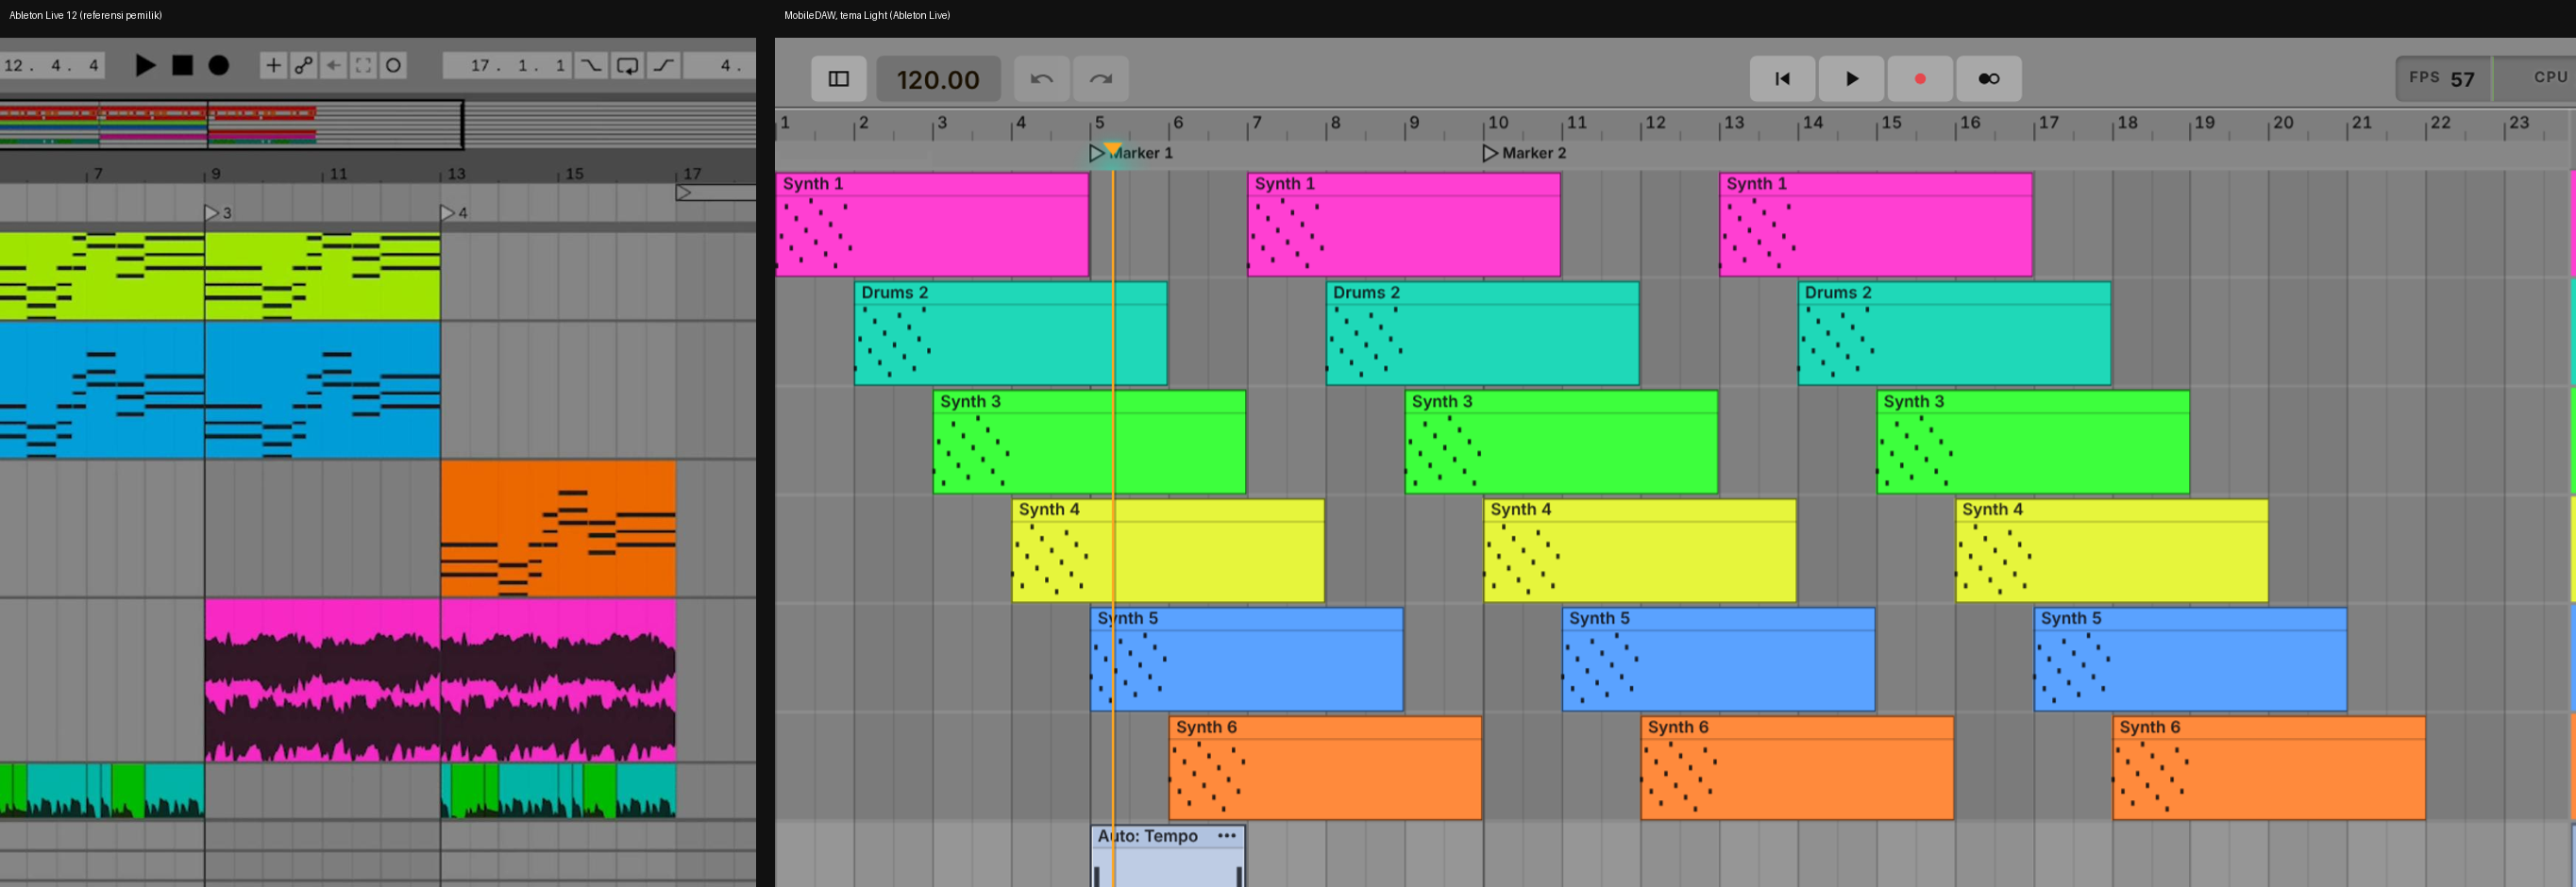 Ableton Live 12 (referensi pemilik)
MobileDAW, tema Light (Ableton Live)
12 . 4 . 4
17 . 1 . 1
4 .
120.00
FPS 57
CPU
7 9 11 13 15 17
3 4
1 2 3 4 5 6 7 8 9 10 11 12 13 14 15 16 17 18 19 20 21 22 23
Marker 1 Marker 2
Synth 1 Synth 1 Synth 1
Drums 2 Drums 2 Drums 2
Synth 3 Synth 3 Synth 3
Synth 4 Synth 4 Synth 4
Synth 5 Synth 5 Synth 5
Synth 6 Synth 6 Synth 6
Auto: Tempo ...